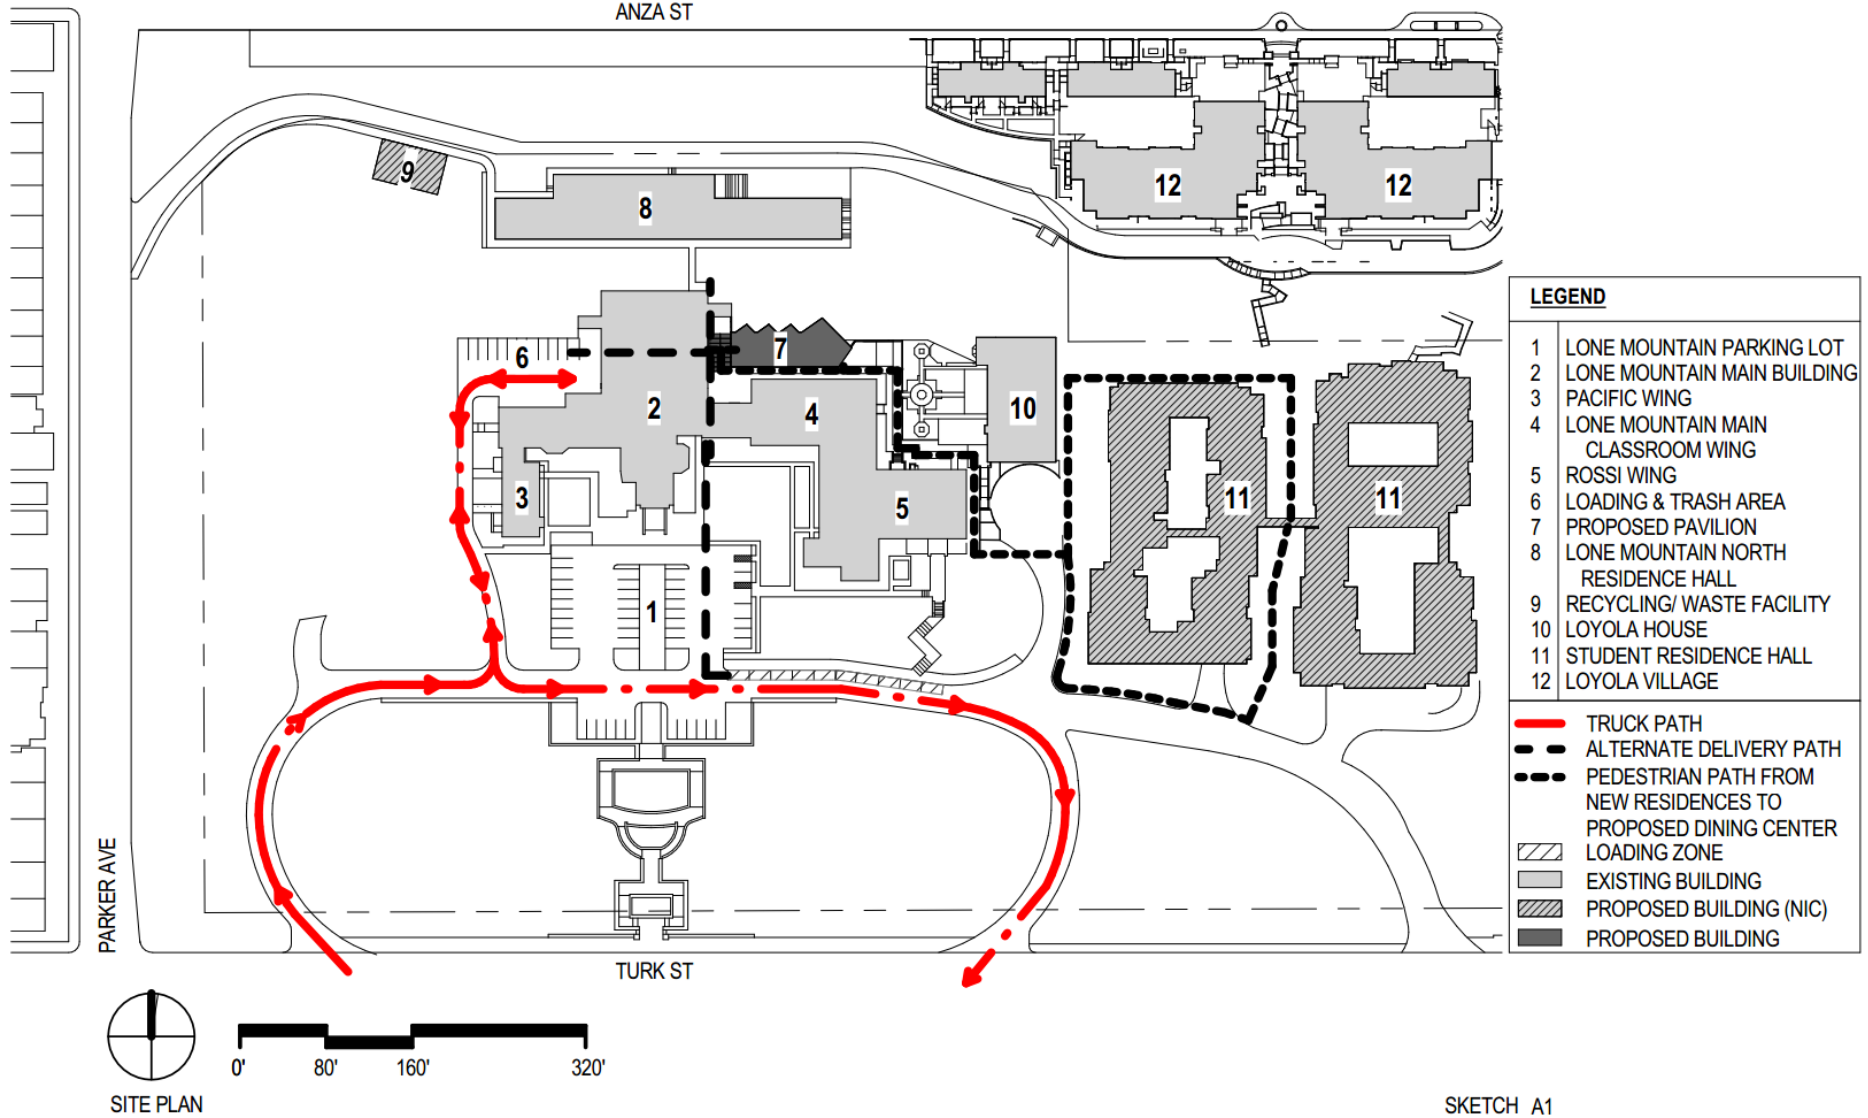 ANZA ST
9
8
12
12
6
7
2
4
10
3
5
11
11
1
PARKER AVE
TURK ST
LEGEND
1 LONE MOUNTAIN PARKING LOT
2 LONE MOUNTAIN MAIN BUILDING
3 PACIFIC WING
4 LONE MOUNTAIN MAIN
CLASSROOM WING
5 ROSSI WING
6 LOADING & TRASH AREA
7 PROPOSED PAVILION
8 LONE MOUNTAIN NORTH
RESIDENCE HALL
9 RECYCLING/ WASTE FACILITY
10 LOYOLA HOUSE
11 STUDENT RESIDENCE HALL
12 LOYOLA VILLAGE
TRUCK PATH
ALTERNATE DELIVERY PATH
PEDESTRIAN PATH FROM
NEW RESIDENCES TO
PROPOSED DINING CENTER
LOADING ZONE
EXISTING BUILDING
PROPOSED BUILDING (NIC)
PROPOSED BUILDING
0' 80' 160' 320'
SITE PLAN
SKETCH A1